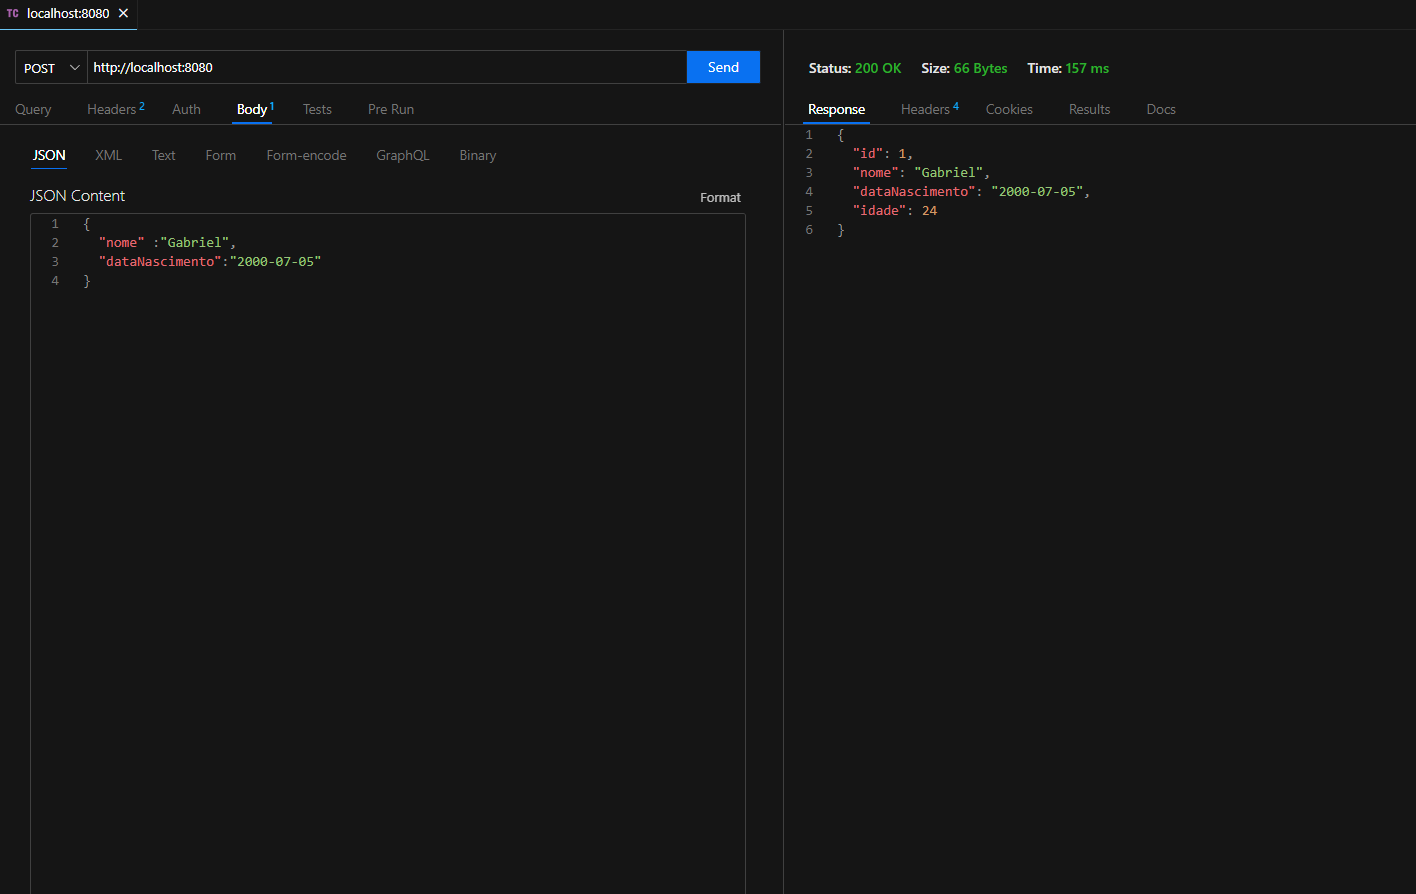 TC localhost:8080 ✕
POST http://localhost:8080 Send
Query Headers 2 Auth Body 1 Tests Pre Run
JSON XML Text Form Form-encode GraphQL Binary
JSON Content Format
1 {
2 "nome" :"Gabriel",
3 "dataNascimento":"2000-07-05"
4 }
Status: 200 OK Size: 66 Bytes Time: 157 ms
Response Headers 4 Cookies Results Docs
1 {
2 "id": 1,
3 "nome": "Gabriel",
4 "dataNascimento": "2000-07-05",
5 "idade": 24
6 }